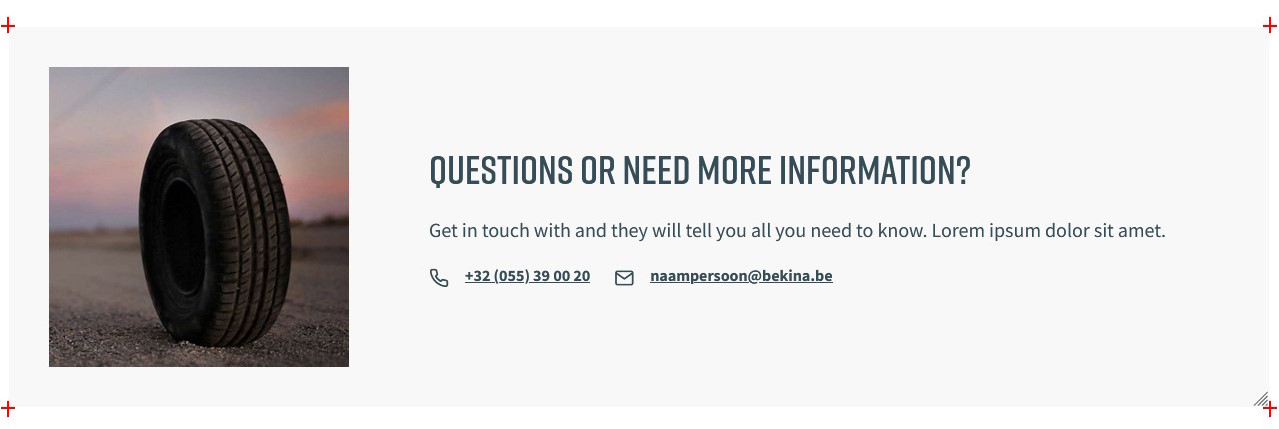 QUESTIONS OR NEED MORE INFORMATION?
Get in touch with and they will tell you all you need to know. Lorem ipsum dolor sit amet.
+32 (055) 39 00 20 naampersoon@bekina.be